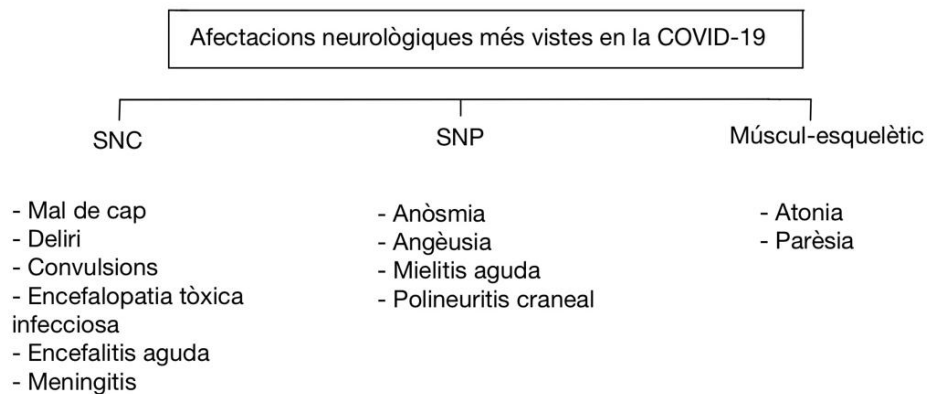 Afectacions neurològiques més vistes en la COVID-19
SNC
- Mal de cap
- Deliri
- Convulsions
- Encefalopatia tòxica
infecciosa
- Encefalitis aguda
- Meningitis
SNP
- Anòsmia
- Angèusia
- Mielitis aguda
- Polineuritis craneal
Múscul-esquelètic
- Atonia
- Parèsia